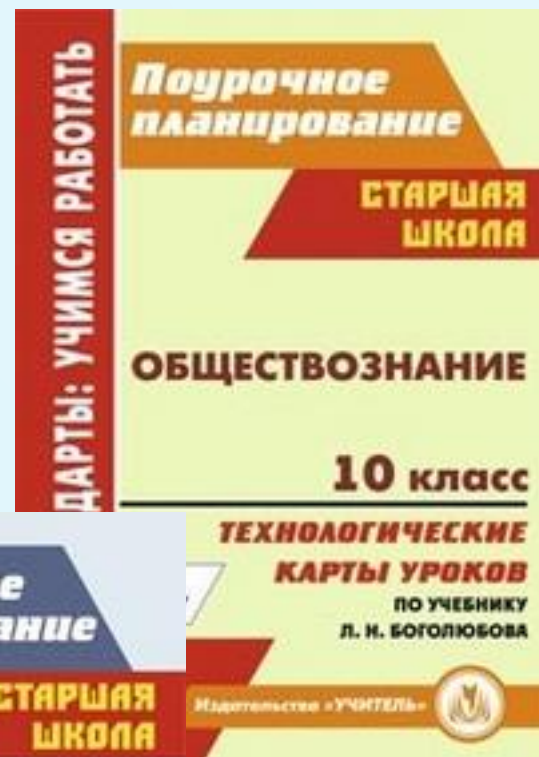 Поурочное
планирование
СТАРШАЯ
ШКОЛА
ДАРТЫ: УЧИМСЯ РАБОТАТЬ
ОБЩЕСТВОЗНАНИЕ
10 класс
ТЕХНОЛОГИЧЕСКИЕ
КАРТЫ УРОКОВ
ПО УЧЕБНИКУ
Л. Н. БОГОЛЮБОВА
Издательство «УЧИТЕЛЬ»
е
ание
СТАРШАЯ
ШКОЛА